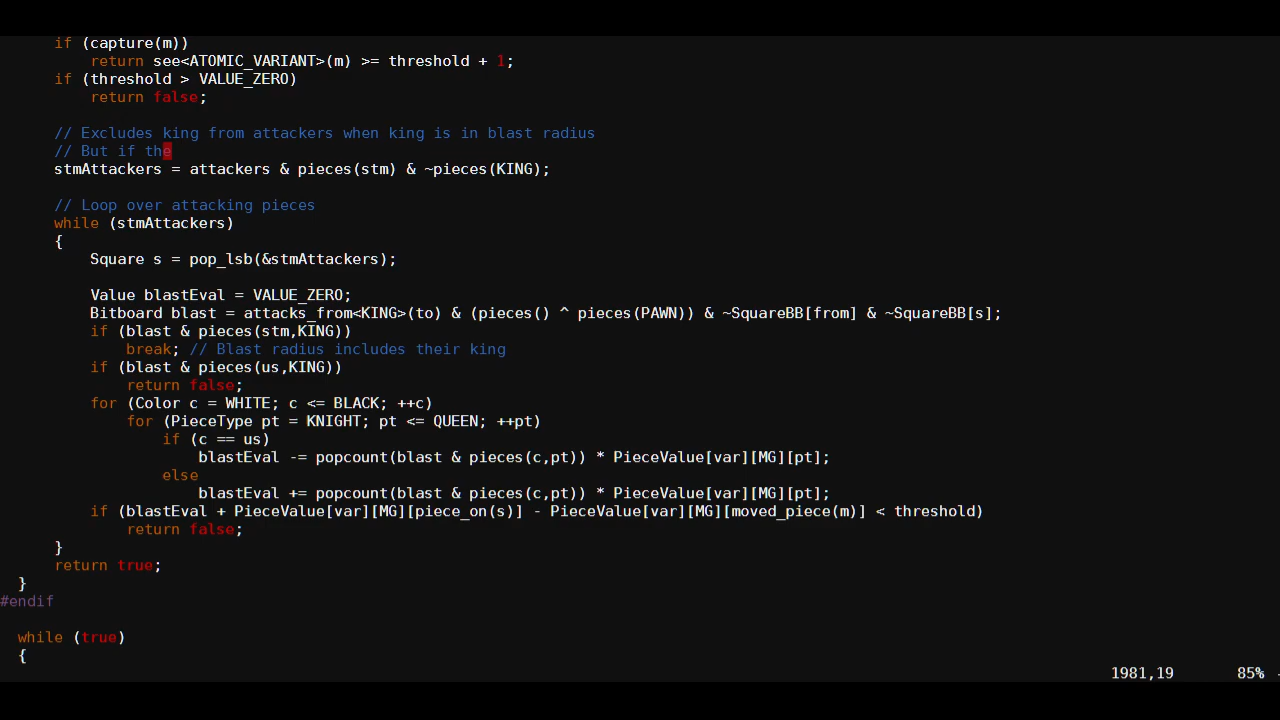 if (capture(m))
return see<ATOMIC_VARIANT>(m) >= threshold + 1;
if (threshold > VALUE_ZERO)
return false;
// Excludes king from attackers when king is in blast radius
// But if the
stmAttackers = attackers & pieces(stm) & ~pieces(KING);
// Loop over attacking pieces
while (stmAttackers)
{
Square s = pop_lsb(&stmAttackers);
Value blastEval = VALUE_ZERO;
Bitboard blast = attacks_from<KING>(to) & (pieces() ^ pieces(PAWN)) & ~SquareBB[from] & ~SquareBB[s];
if (blast & pieces(stm,KING))
break; // Blast radius includes their king
if (blast & pieces(us,KING))
return false;
for (Color c = WHITE; c <= BLACK; ++c)
for (PieceType pt = KNIGHT; pt <= QUEEN; ++pt)
if (c == us)
blastEval -= popcount(blast & pieces(c,pt)) * PieceValue[var][MG][pt];
else
blastEval += popcount(blast & pieces(c,pt)) * PieceValue[var][MG][pt];
if (blastEval + PieceValue[var][MG][piece_on(s)] - PieceValue[var][MG][moved_piece(m)] < threshold)
return false;
}
return true;
}
#endif
while (true)
{
1981,19 85%